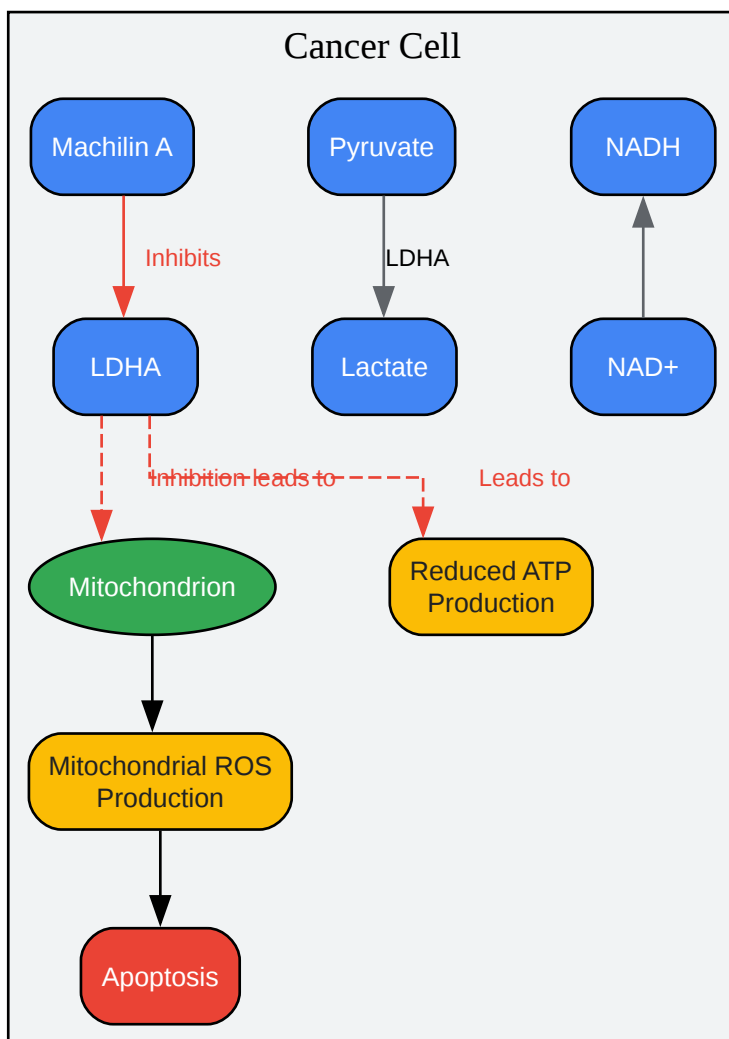 Cancer Cell
Machilin A
Pyruvate
NADH
Inhibits
LDHA
LDHA
Lactate
NAD+
Inhibition leads to
Leads to
Mitochondrion
Reduced ATP
Production
Mitochondrial ROS
Production
Apoptosis